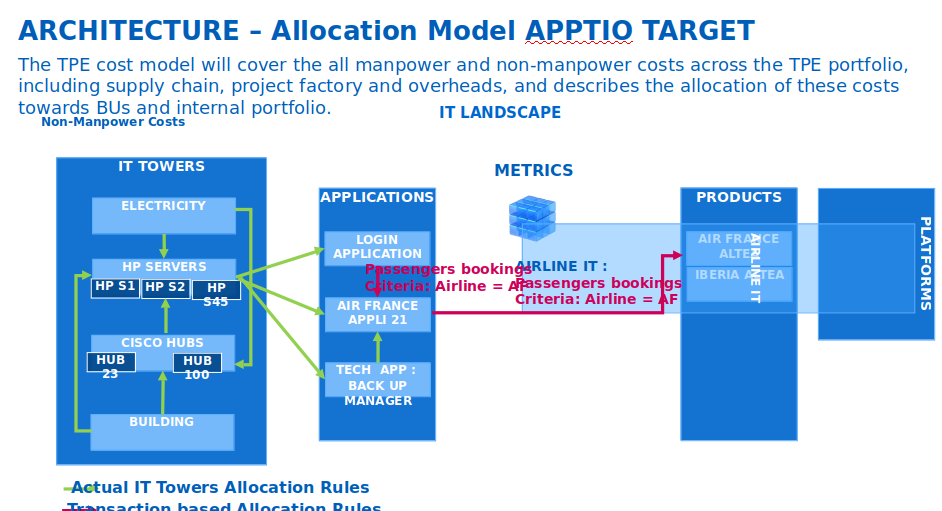 ARCHITECTURE – Allocation Model APPTIO TARGET
The TPE cost model will cover the all manpower and non-manpower costs across the TPE portfolio,
including supply chain, project factory and overheads, and describes the allocation of these costs
towards BUs and internal portfolio.
IT LANDSCAPE
Non-Manpower Costs
IT TOWERS
ELECTRICITY
HP SERVERS
HP S1
HP S2
HP
S45
CISCO HUBS
HUB
23
HUB
100
BUILDING
APPLICATIONS
LOGIN
APPLICATION
Passengers bookings
Criteria: Airline = AF
AIR FRANCE
APPLI 21
TECH APP :
BACK UP
MANAGER
METRICS
AIRLINE IT :
Passengers bookings
Criteria: Airline = AF
PRODUCTS
AIR FRANCE
ALTEA
IBERIA ALTEA
AIRLINE IT
PLATFORMS
Actual IT Towers Allocation Rules
Transaction based Allocation Rules